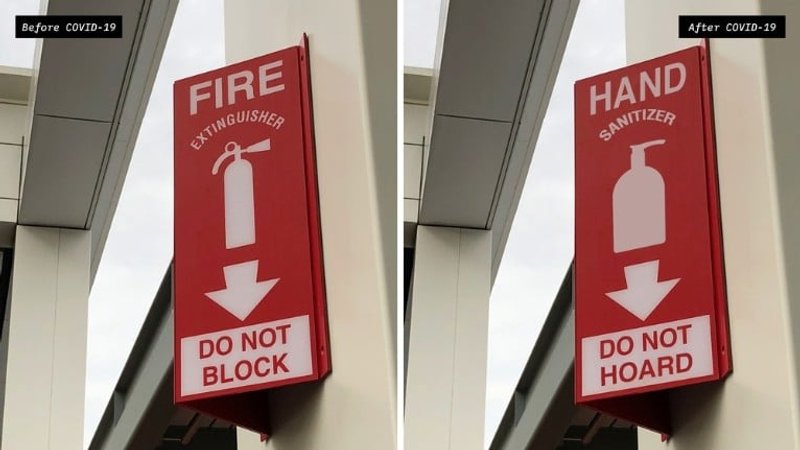 Before COVID-19
FIRE
EXTINGUISHER
DO NOT
BLOCK
After COVID-19
HAND
SANITIZER
DO NOT
HOARD